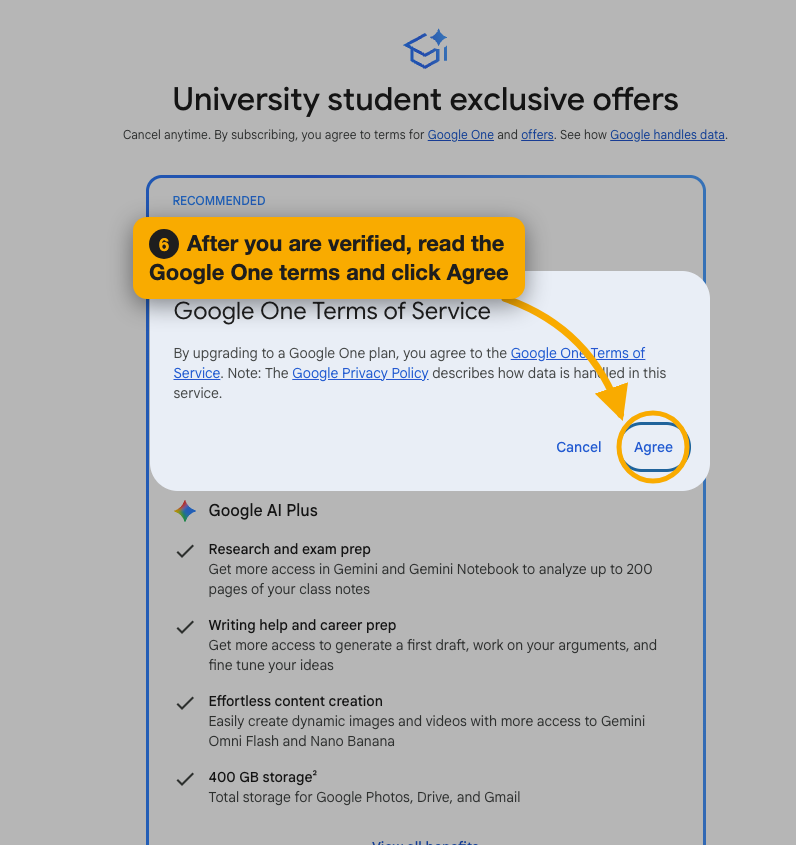 University student exclusive offers
Cancel anytime. By subscribing, you agree to terms for Google One and offers. See how Google handles data.
RECOMMENDED
6 After you are verified, read the
Google One terms and click Agree
Google One Terms of Service
By upgrading to a Google One plan, you agree to the Google One Terms of
Service. Note: The Google Privacy Policy describes how data is handled in this
service.
Cancel Agree
Google AI Plus
Research and exam prep
Get more access in Gemini and Gemini Notebook to analyze up to 200
pages of your class notes
Writing help and career prep
Get more access to generate a first draft, work on your arguments, and
fine tune your ideas
Effortless content creation
Easily create dynamic images and videos with more access to Gemini
Omni Flash and Nano Banana
400 GB storage²
Total storage for Google Photos, Drive, and Gmail
View all benefits